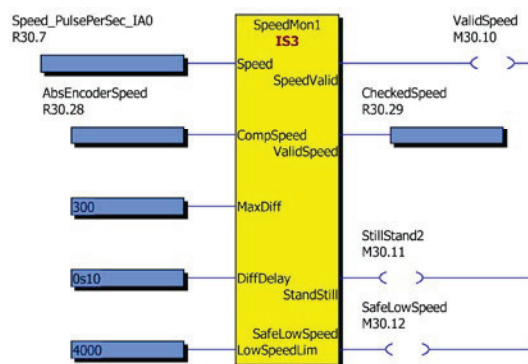 Speed_PulsePerSec_IA0
R30.7
SpeedMon1
IS3
ValidSpeed
M30.10
Speed
SpeedValid
AbsEncoderSpeed
R30.28
CheckedSpeed
R30.29
CompSpeed
ValidSpeed
300
MaxDiff
StillStand2
M30.11
0s10
DiffDelay
StandStill
SafeLowSpeed
M30.12
SafeLowSpeed
4000
LowSpeedLim